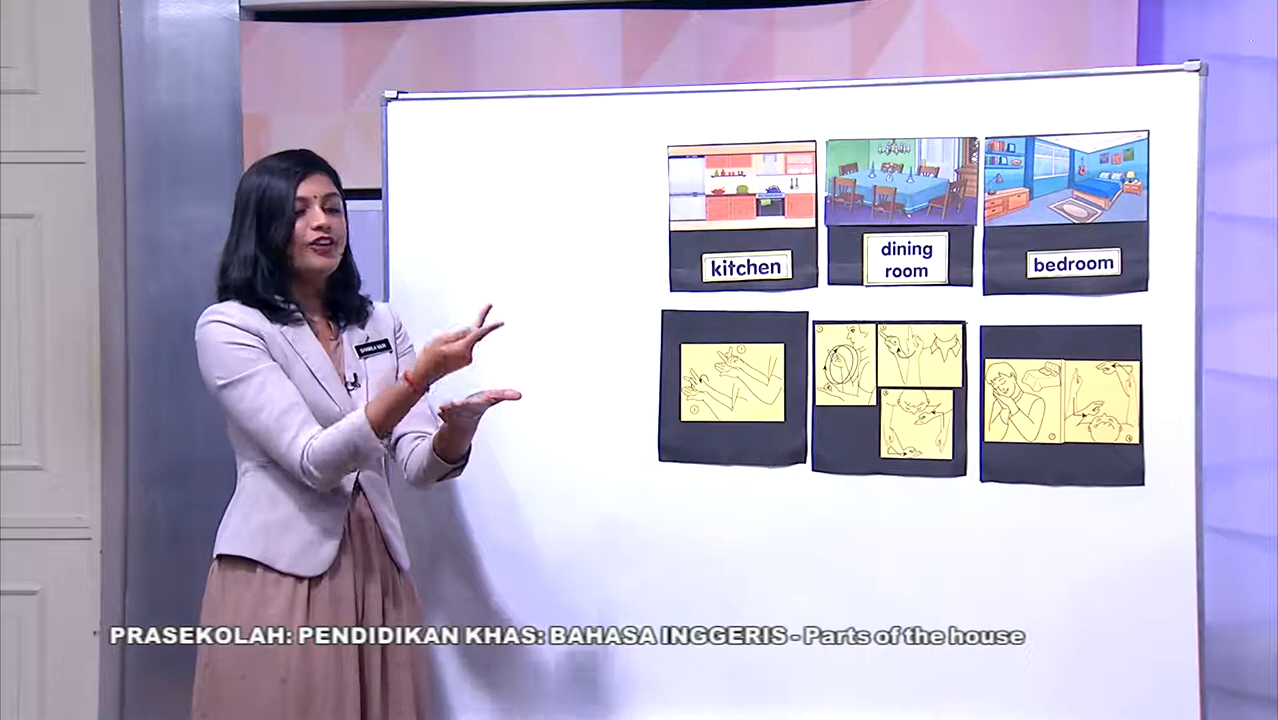 kitchen
dining
room
bedroom
PRASEKOLAH: PENDIDIKAN KHAS: BAHASA INGGERIS - Parts of the house